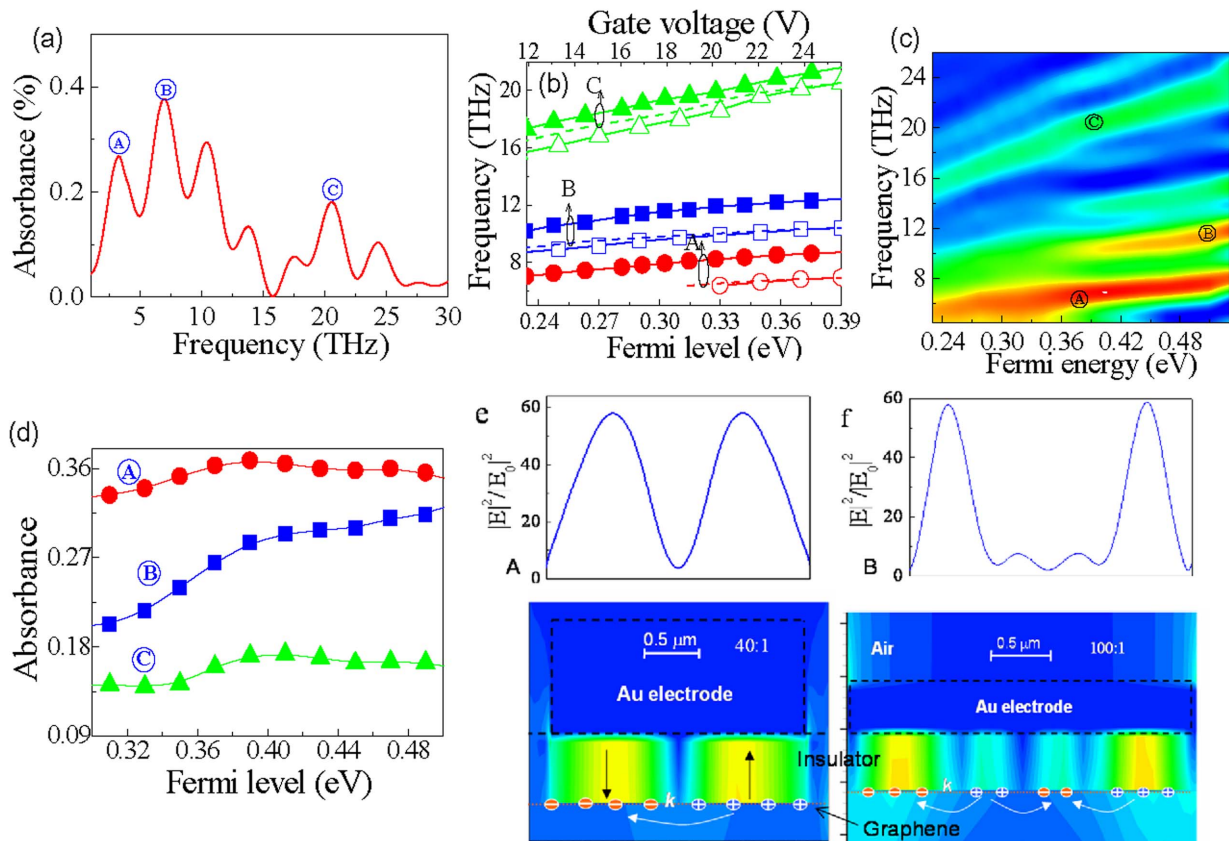 (a)
Absorbance (%)
0.4
0.2
0.0
A
B
C
5 10 15 20 25 30
Frequency (THz)
Gate voltage (V)
12 14 16 18 20 22 24
(b)
C
B
A
Frequency (THz)
20
16
12
8
0.24 0.27 0.30 0.33 0.36 0.39
Fermi level (eV)
(c)
Frequency (THz)
24
20
16
12
8
C
B
A
0.24 0.30 0.36 0.42 0.48
Fermi energy (eV)
(d)
Absorbance
0.36
0.27
0.18
0.09
A
B
C
0.32 0.36 0.40 0.44 0.48
Fermi level (eV)
e
|E|²/|E₀|²
60
40
20
0
A
f
|E|²/|E₀|²
60
40
20
0
B
0.5 µm 40:1
Au electrode
Insulator
k
Graphene
Air
0.5 µm 100:1
Au electrode
k